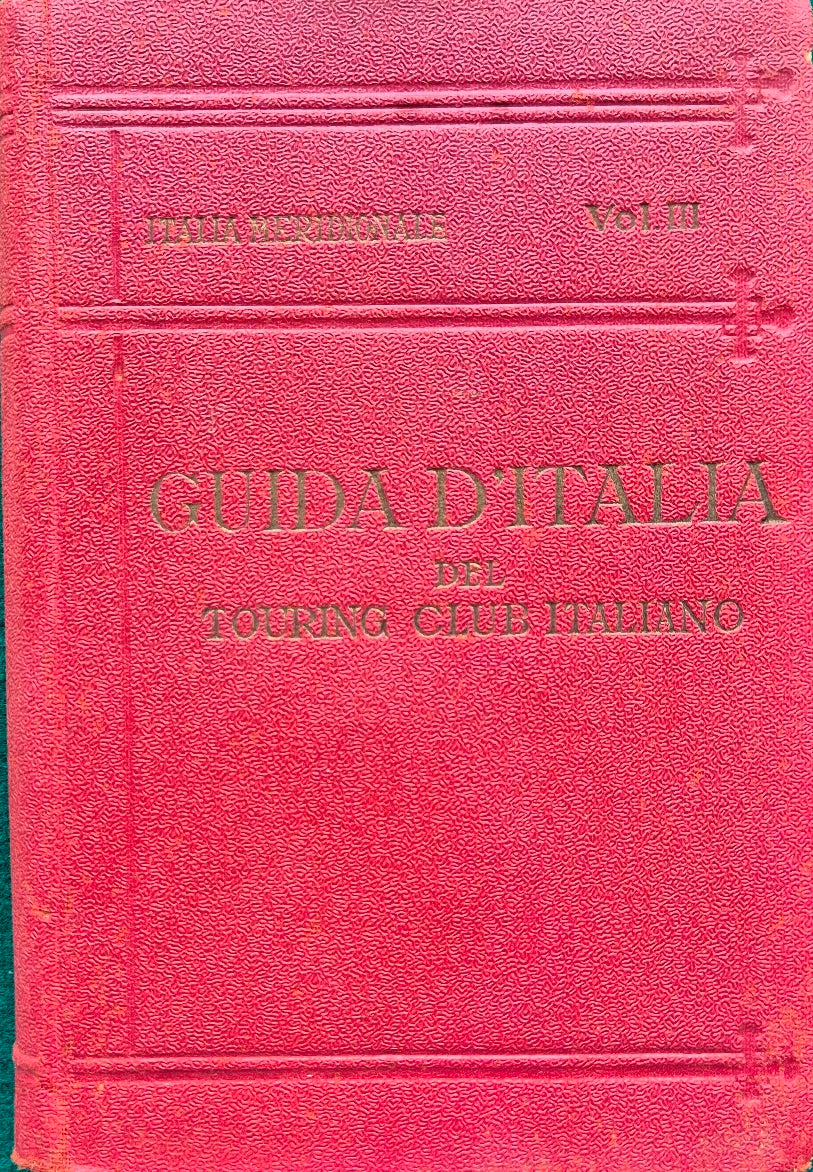 ITALIA MERIDIONALE Vol. III
GUIDA D'ITALIA
DEL
TOURING CLUB ITALIANO